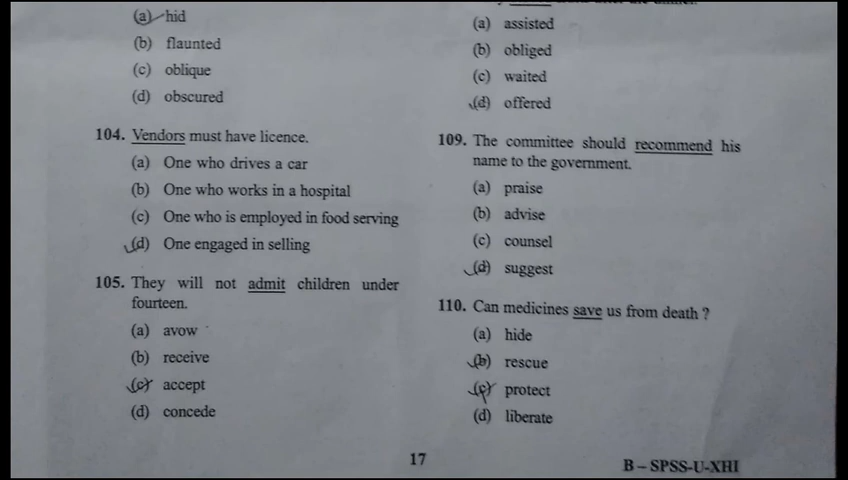 (a) hid
(b) flaunted
(c) oblique
(d) obscured
104. Vendors must have licence.
(a) One who drives a car
(b) One who works in a hospital
(c) One who is employed in food serving
(d) One engaged in selling
105. They will not admit children under
fourteen.
(a) avow
(b) receive
(c) accept
(d) concede
(a) assisted
(b) obliged
(c) waited
(d) offered
109. The committee should recommend his
name to the government.
(a) praise
(b) advise
(c) counsel
(d) suggest
110. Can medicines save us from death ?
(a) hide
(b) rescue
(c) protect
(d) liberate
17
B – SPSS-U-XHI